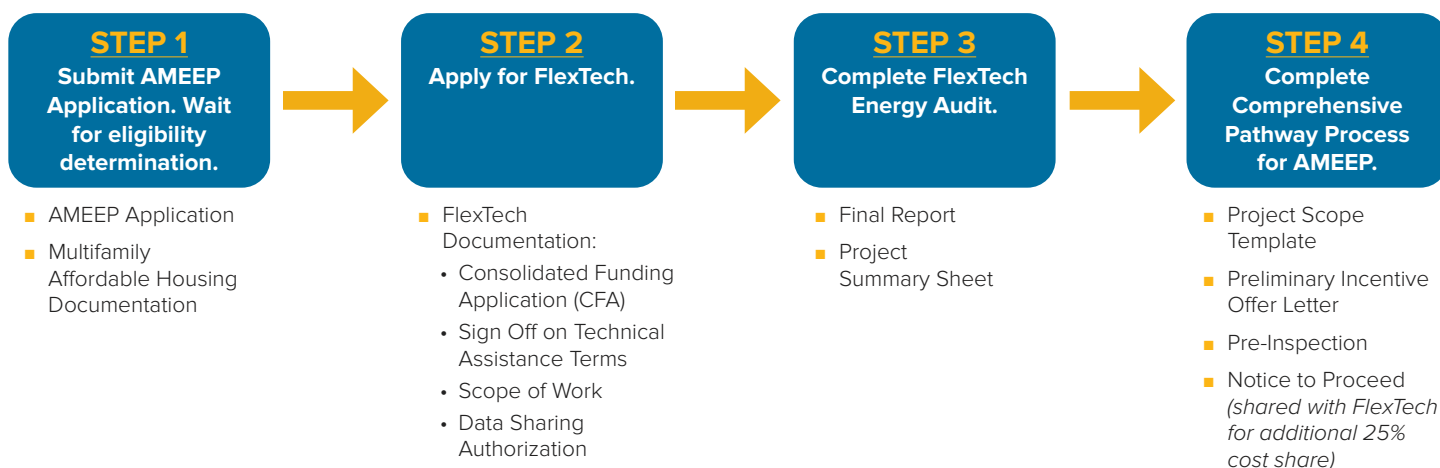 STEP 1
Submit AMEEP
Application. Wait
for eligibility
determination.
■ AMEEP Application
■ Multifamily
Affordable Housing
Documentation
STEP 2
Apply for FlexTech.
■ FlexTech
Documentation:
• Consolidated Funding
Application (CFA)
• Sign Off on Technical
Assistance Terms
• Scope of Work
• Data Sharing
Authorization
STEP 3
Complete FlexTech
Energy Audit.
■ Final Report
■ Project
Summary Sheet
STEP 4
Complete
Comprehensive
Pathway Process
for AMEEP.
■ Project Scope
Template
■ Preliminary Incentive
Offer Letter
■ Pre-Inspection
■ Notice to Proceed
(shared with FlexTech
for additional 25%
cost share)